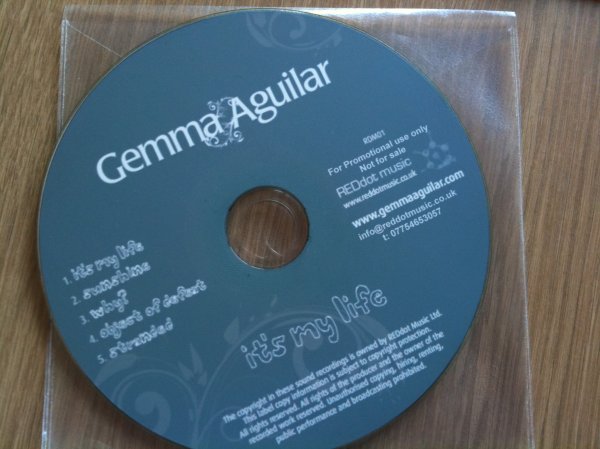 Gemma Aguilar
RDM01
For Promotional use only
Not for sale
REDdot music
www.reddotmusic.co.uk
www.gemmaaguilar.com
info@reddotmusic.co.uk
t: 07754653057
1. it's my life
2. sunshine
3. why?
4. object of defeat
5. stranded
it's my life
The copyright in these sound recordings is owned by REDdot Music Ltd.
This label copy information is subject to copyright protection.
All rights reserved. All rights of the producer and the owner of the
recorded work reserved. Unauthorised copying, hiring, renting,
public performance and broadcasting prohibited.